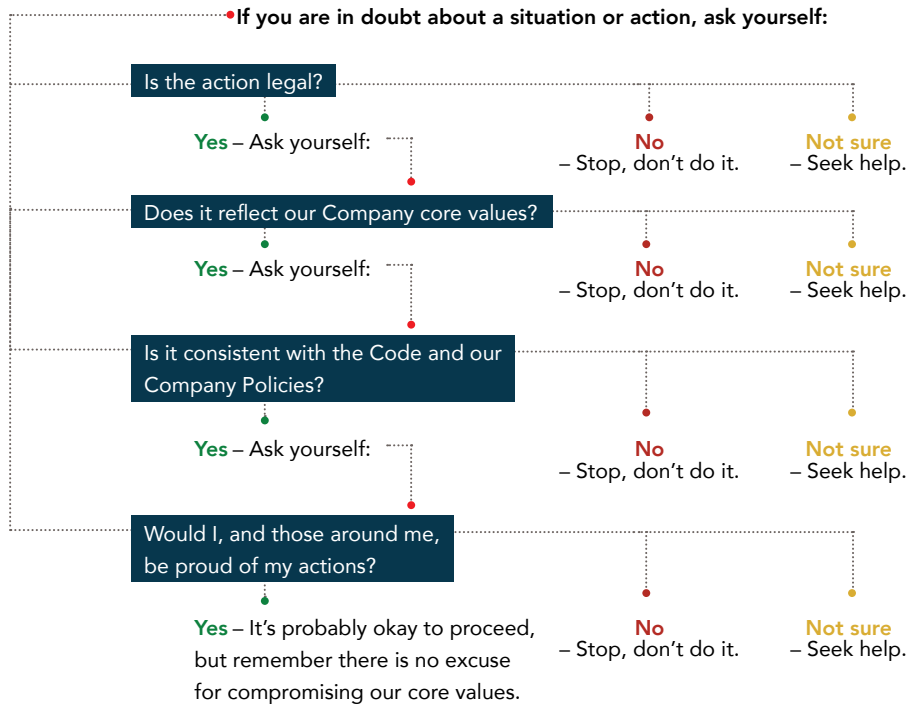 If you are in doubt about a situation or action, ask yourself:
Is the action legal?
Yes – Ask yourself:
No
– Stop, don't do it.
Not sure
– Seek help.
Does it reflect our Company core values?
Yes – Ask yourself:
No
– Stop, don't do it.
Not sure
– Seek help.
Is it consistent with the Code and our
Company Policies?
Yes – Ask yourself:
No
– Stop, don't do it.
Not sure
– Seek help.
Would I, and those around me,
be proud of my actions?
Yes – It's probably okay to proceed,
but remember there is no excuse
for compromising our core values.
No
– Stop, don't do it.
Not sure
– Seek help.